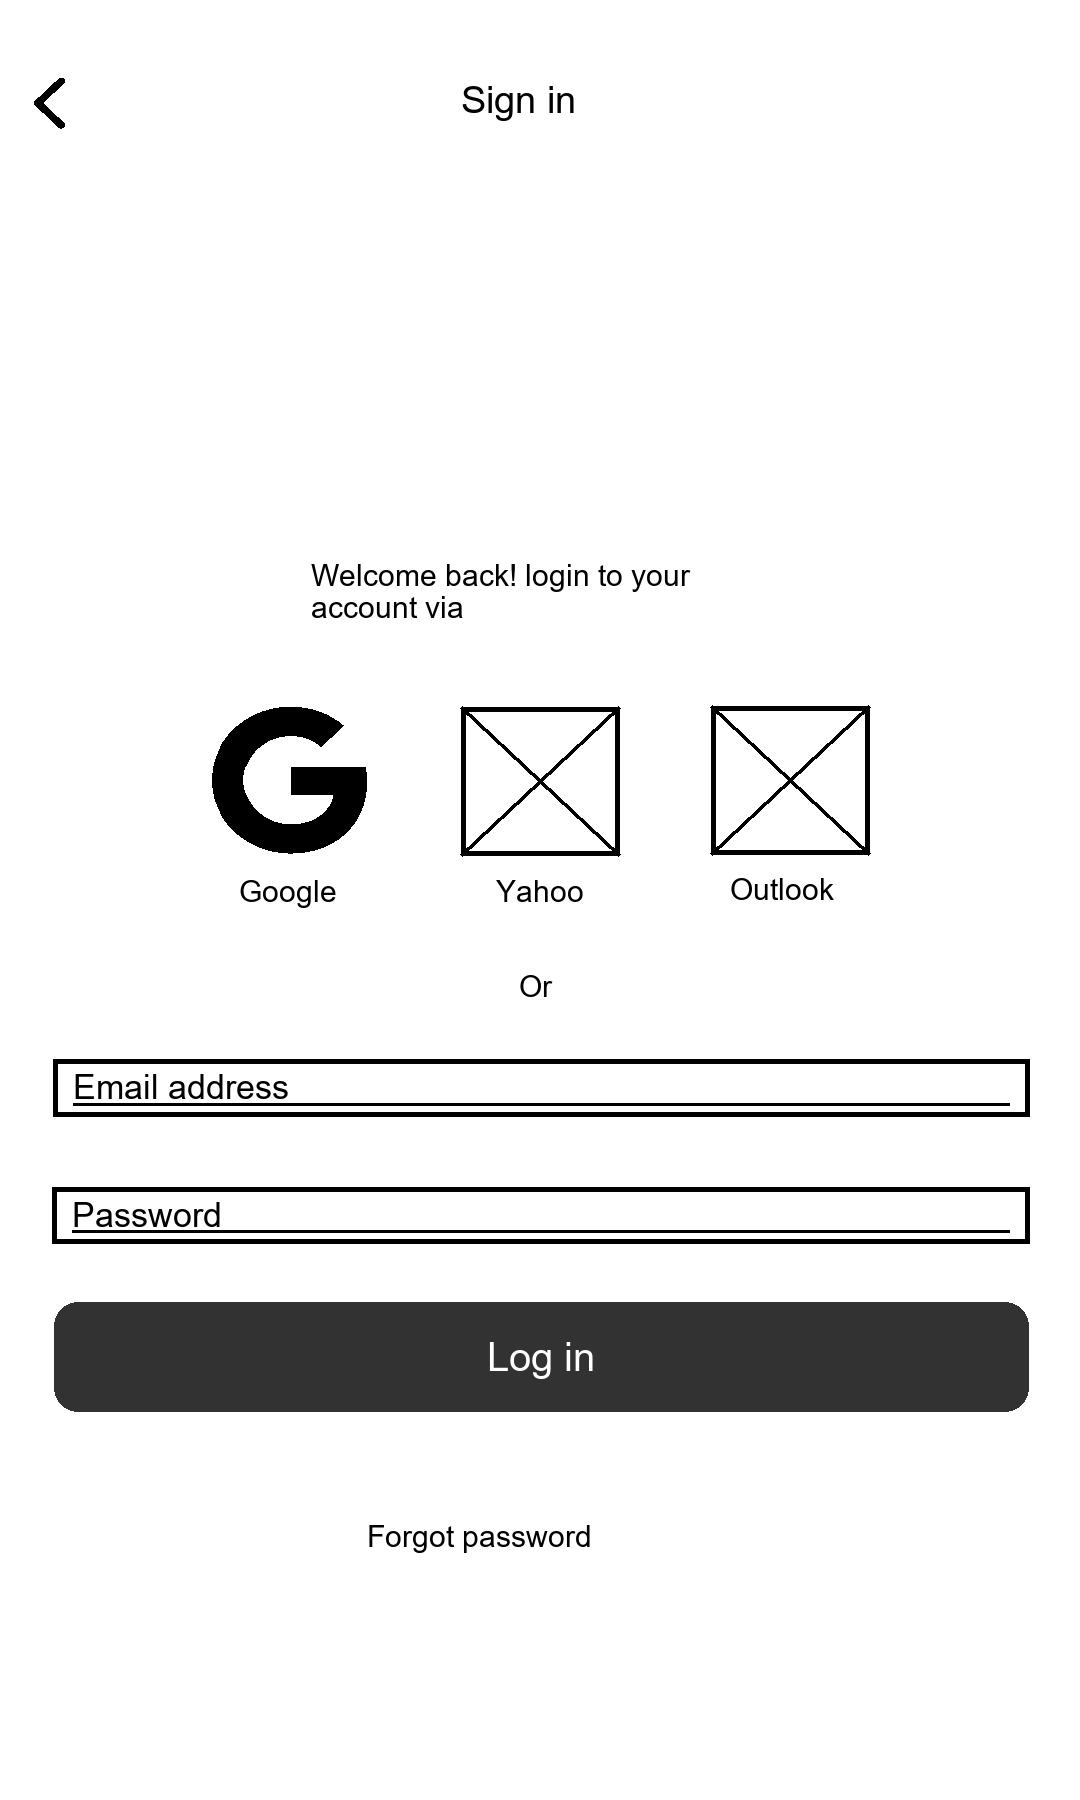 Sign in
Welcome back! login to your
account via
Google
Yahoo
Outlook
Or
Email address
Password
Log in
Forgot password